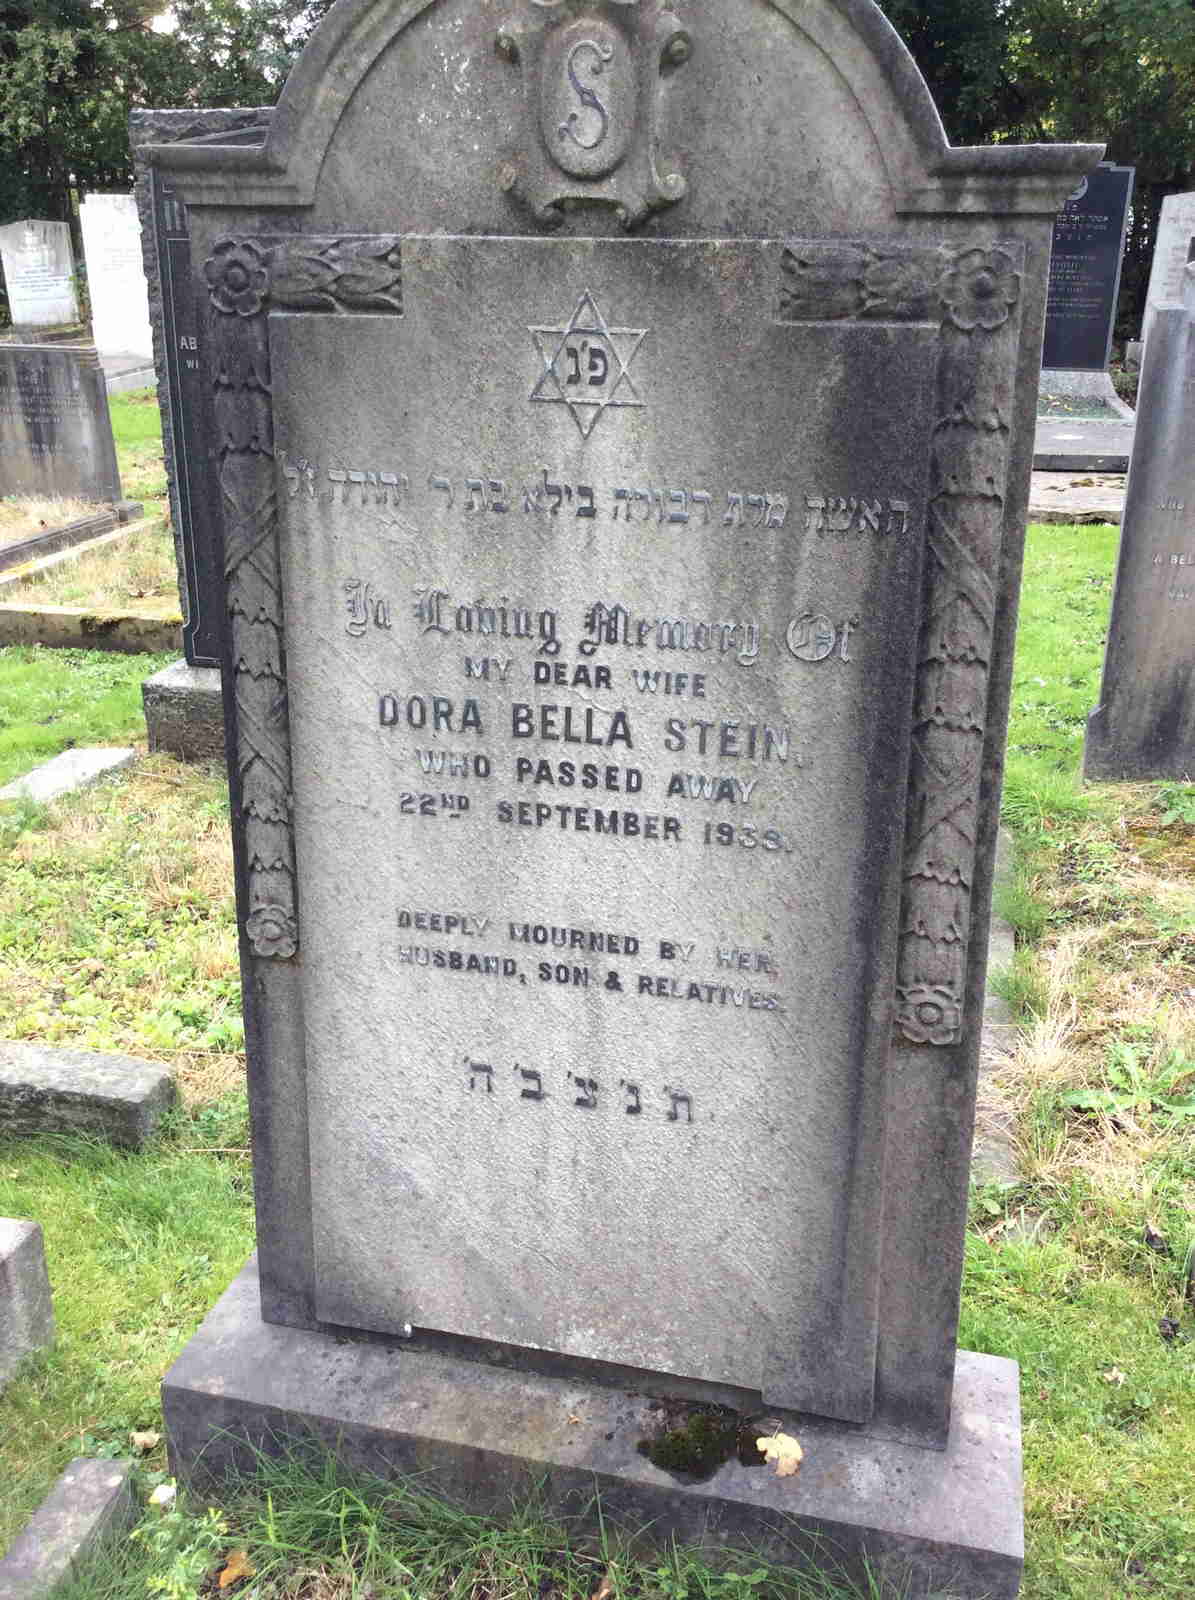 S
פ'נ
האשה מרת דבורה בילא בת ר יהודה ז'ל
In Loving Memory Of
MY DEAR WIFE
DORA BELLA STEIN,
WHO PASSED AWAY
22ND SEPTEMBER 1938.
DEEPLY MOURNED BY HER
HUSBAND, SON & RELATIVES.
ת' נ' צ' ב' ה'